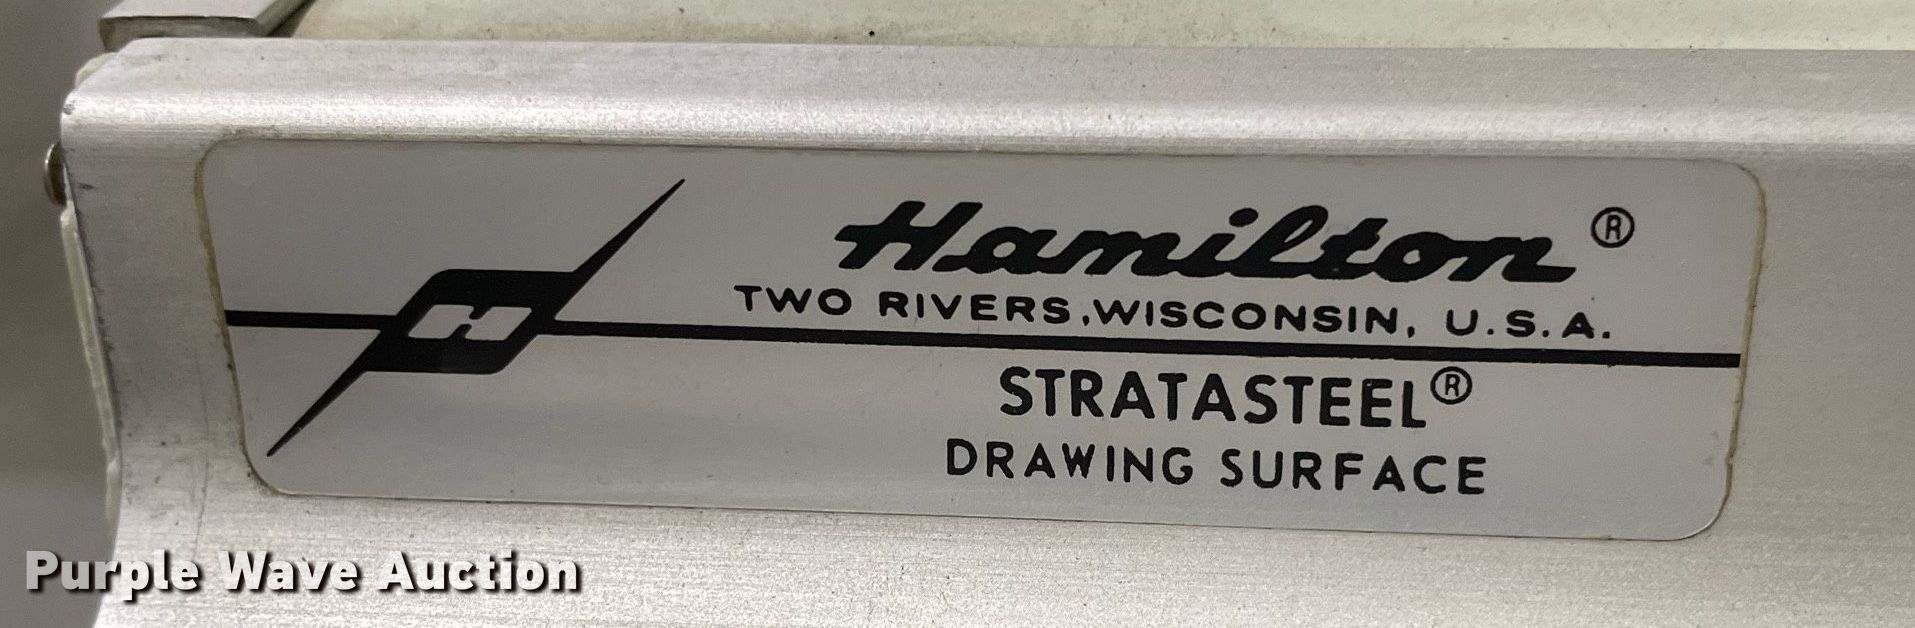 Hamilton®
TWO RIVERS, WISCONSIN, U.S.A.
H
STRATASTEEL®
DRAWING SURFACE
Purple Wave Auction